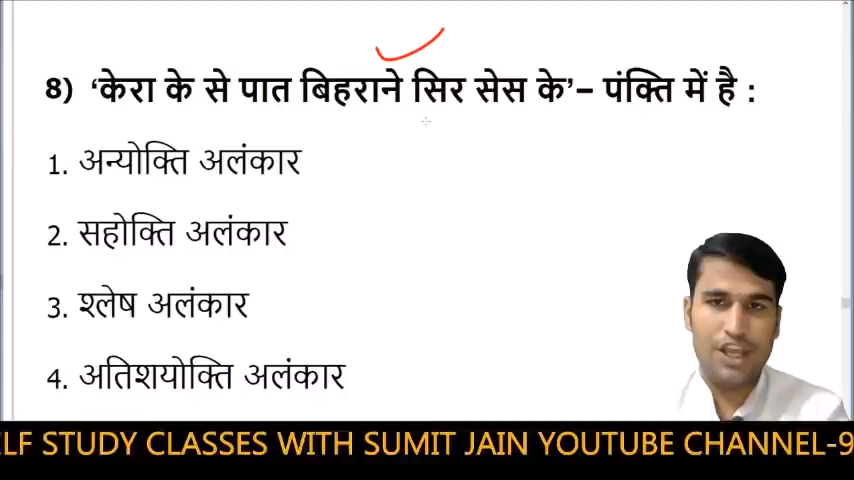 8) ‘केरा के से पात बिहराने सिर सेस के’– पंक्ति में है :
1. अन्योक्ति अलंकार
2. सहोक्ति अलंकार
3. श्लेष अलंकार
4. अतिशयोक्ति अलंकार
ELF STUDY CLASSES WITH SUMIT JAIN YOUTUBE CHANNEL-9